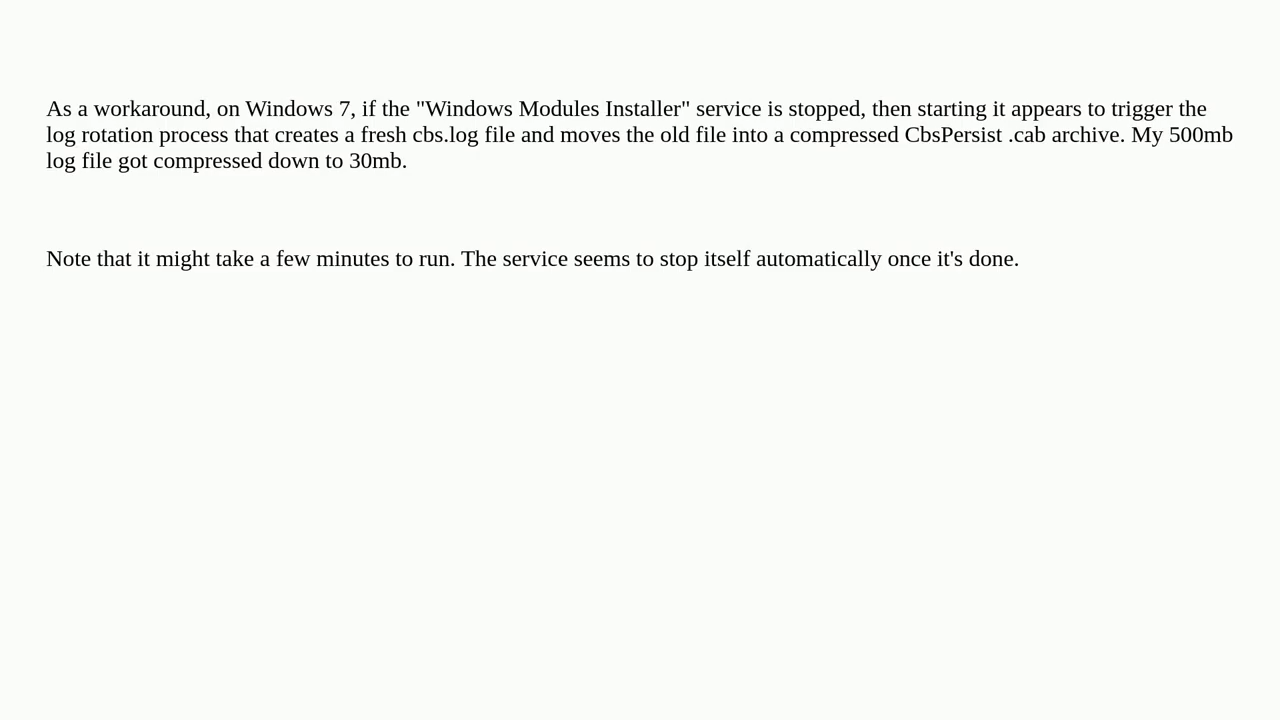 As a workaround, on Windows 7, if the "Windows Modules Installer" service is stopped, then starting it appears to trigger the
log rotation process that creates a fresh cbs.log file and moves the old file into a compressed CbsPersist .cab archive. My 500mb
log file got compressed down to 30mb.
Note that it might take a few minutes to run. The service seems to stop itself automatically once it's done.